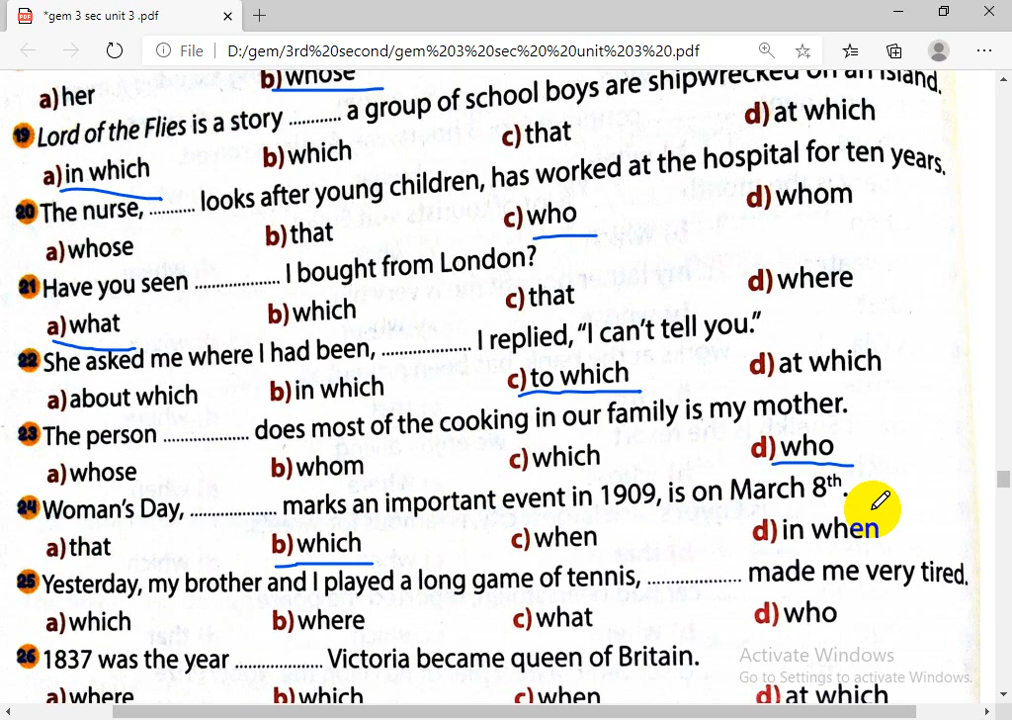 *gem 3 sec unit 3 .pdf
File D:/gem/3rd%20second/gem%203%20sec%20%20unit%203%20.pdf
a) her b) whose
19 Lord of the Flies is a story .......... a group of school boys are shipwrecked on an island.
a) in which b) which c) that d) at which
20 The nurse, .......... looks after young children, has worked at the hospital for ten years.
a) whose b) that c) who d) whom
21 Have you seen .................. I bought from London?
a) what b) which c) that d) where
22 She asked me where I had been, .................. I replied, “I can’t tell you.”
a) about which b) in which c) to which d) at which
23 The person .................. does most of the cooking in our family is my mother.
a) whose b) whom c) which d) who
24 Woman’s Day, .................. marks an important event in 1909, is on March 8th.
a) that b) which c) when d) in when
25 Yesterday, my brother and I played a long game of tennis, .................. made me very tired.
a) which b) where c) what d) who
26 1837 was the year .................. Victoria became queen of Britain.
a) where b) which c) when d) at which
Activate Windows
Go to Settings to activate Windows.